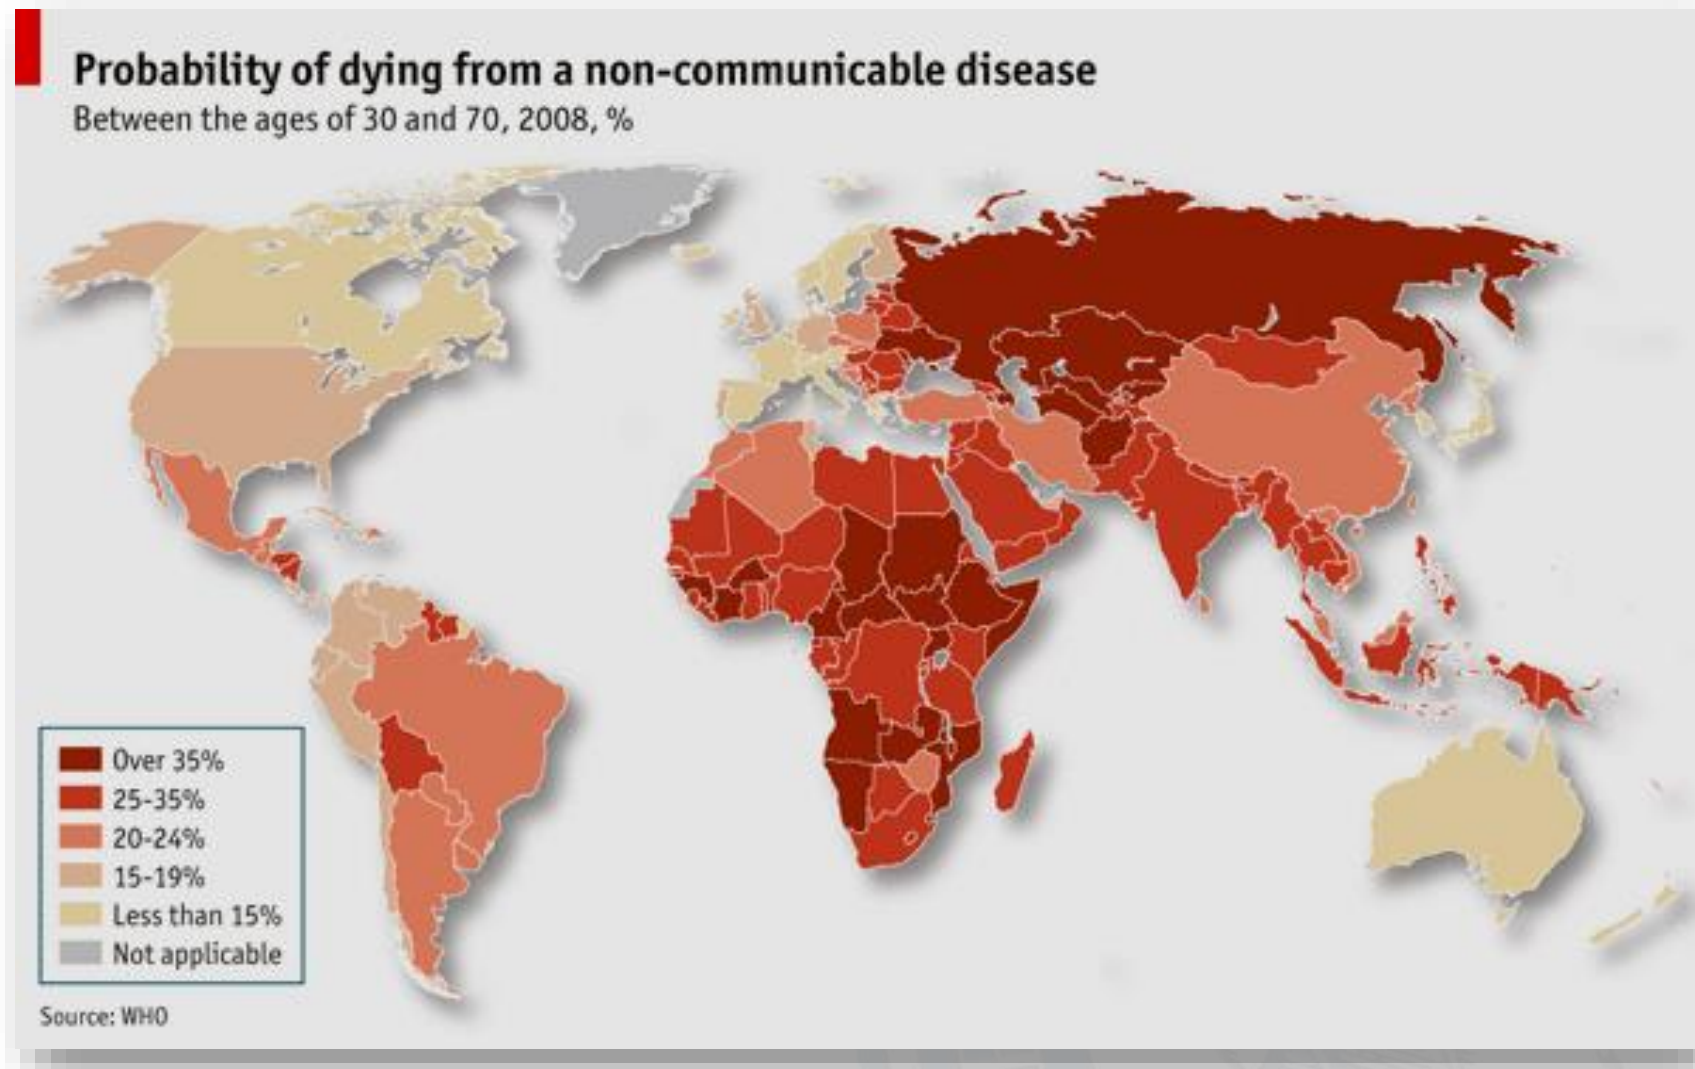 Probability of dying from a non-communicable disease
Between the ages of 30 and 70, 2008, %
Over 35%
25-35%
20-24%
15-19%
Less than 15%
Not applicable
Source: WHO